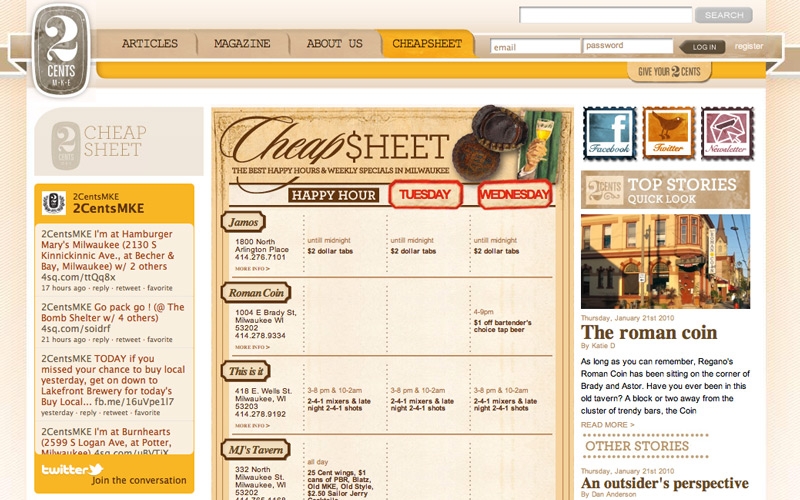 SEARCH
2
CENTS
M·K·E
ARTICLES
MAGAZINE
ABOUT US
CHEAPSHEET
email
password
LOG IN
register
GIVE YOUR 2 CENTS
2
CENTS
CHEAP
SHEET
2CentsMKE
2CentsMKE
2CentsMKE I'm at Hamburger
Mary's Milwaukee (2130 S
Kinnickinnic Ave., at Becher &
Bay, Milwaukee) w/ 2 others
4sq.com/ttQq8x
17 hours ago · reply · retweet · favorite
2CentsMKE Go pack go ! (@ The
Bomb Shelter w/ 4 others)
4sq.com/soidrf
21 hours ago · reply · retweet · favorite
2CentsMKE TODAY if you
missed your chance to buy local
yesterday, get on down to
Lakefront Brewery for today's
Buy Local... fb.me/16uVpe1l7
yesterday · reply · retweet · favorite
2CentsMKE I'm at Burnhearts
(2599 S Logan Ave, at Potter,
twitter
Join the conversation
Cheap $HEET
THE BEST HAPPY HOURS & WEEKLY SPECIALS IN MILWAUKEE
HAPPY HOUR
TUESDAY
WEDNESDAY
Jamos
1800 North
Arlington Place
414.276.7101
MORE INFO >
untill midnight
$2 dollar tabs
untill midnight
$2 dollar tabs
untill midnight
$2 dollar tabs
Roman Coin
1004 E Brady St,
Milwaukee WI
53202
414.278.9334
MORE INFO >
4-9pm
$1 off bartender's
choice tap beer
This is it
418 E. Wells St.
Milwaukee, WI
53203
414.278.9192
MORE INFO >
3-8 pm & 10-2am
2-4-1 mixers & late
night 2-4-1 shots
3-8 pm & 10-2am
2-4-1 mixers & late
night 2-4-1 shots
3-8 pm & 10-2am
2-4-1 mixers & late
night 2-4-1 shots
MJ's Tavern
332 North
Milwaukee St
all day
25 Cent wings, $1
cans of PBR, Blatz,
Old MKE, Old Style,
$2.50 Sailor Jerry
Facebook
Twitter
Newsletter
2
CENTS
TOP STORIES
QUICK LOOK
Thursday, January 21st 2010
The roman coin
By Katie D
As long as you can remember, Regano's
Roman Coin has been sitting on the corner of
Brady and Astor. Have you ever been in this
old tavern? A block or two away from the
cluster of trendy bars, the Coin
READ MORE >
OTHER STORIES
Thursday, January 21st 2010
An outsider's perspective
By Dan Anderson